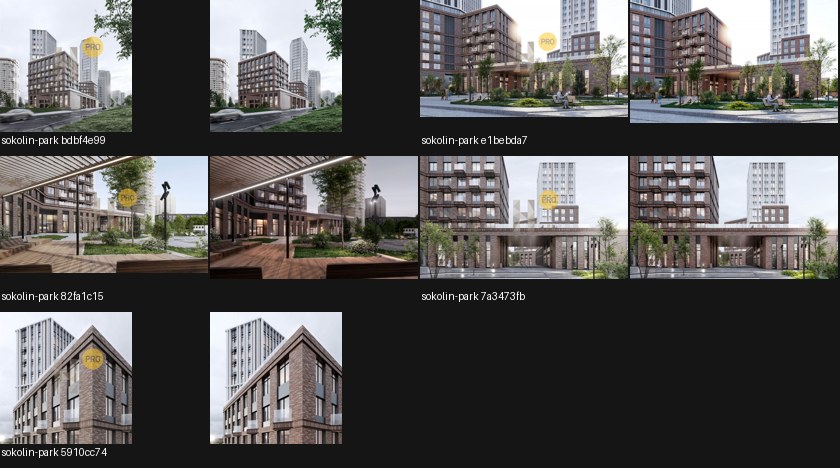 PRO
PRO
sokolin-park bdbf4e99
sokolin-park e1bebda7
PRO
PRO
sokolin-park 82fa1c15
sokolin-park 7a3473fb
PRO
sokolin-park 5910cc74